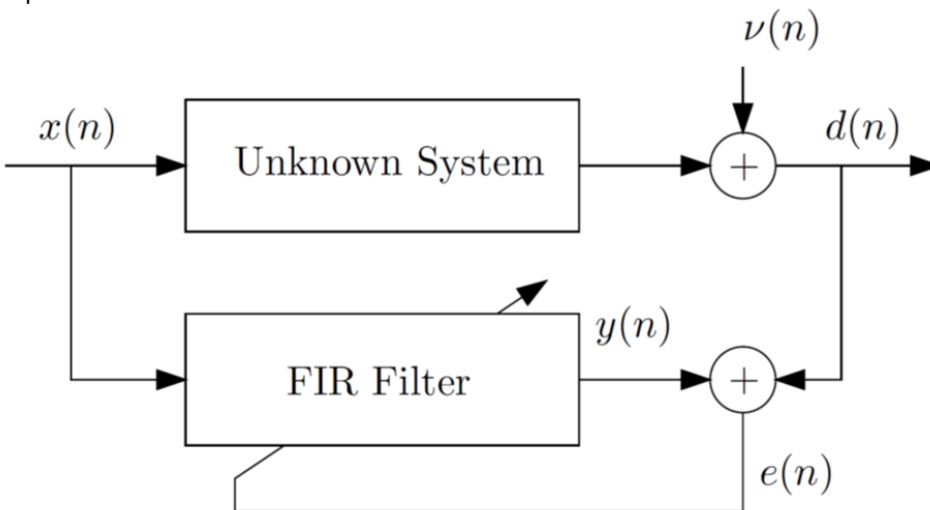 ν(n)
x(n)
d(n)
Unknown System
+
y(n)
FIR Filter
+
e(n)